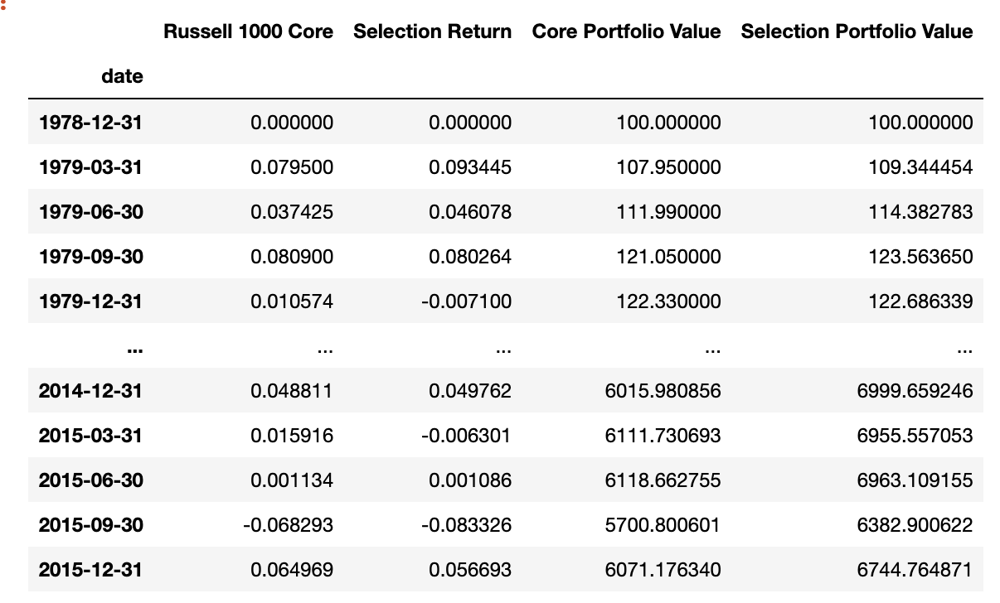 Russell 1000 Core Selection Return Core Portfolio Value Selection Portfolio Value
date
1978-12-31 0.000000 0.000000 100.000000 100.000000
1979-03-31 0.079500 0.093445 107.950000 109.344454
1979-06-30 0.037425 0.046078 111.990000 114.382783
1979-09-30 0.080900 0.080264 121.050000 123.563650
1979-12-31 0.010574 -0.007100 122.330000 122.686339
... ... ... ... ...
2014-12-31 0.048811 0.049762 6015.980856 6999.659246
2015-03-31 0.015916 -0.006301 6111.730693 6955.557053
2015-06-30 0.001134 0.001086 6118.662755 6963.109155
2015-09-30 -0.068293 -0.083326 5700.800601 6382.900622
2015-12-31 0.064969 0.056693 6071.176340 6744.764871